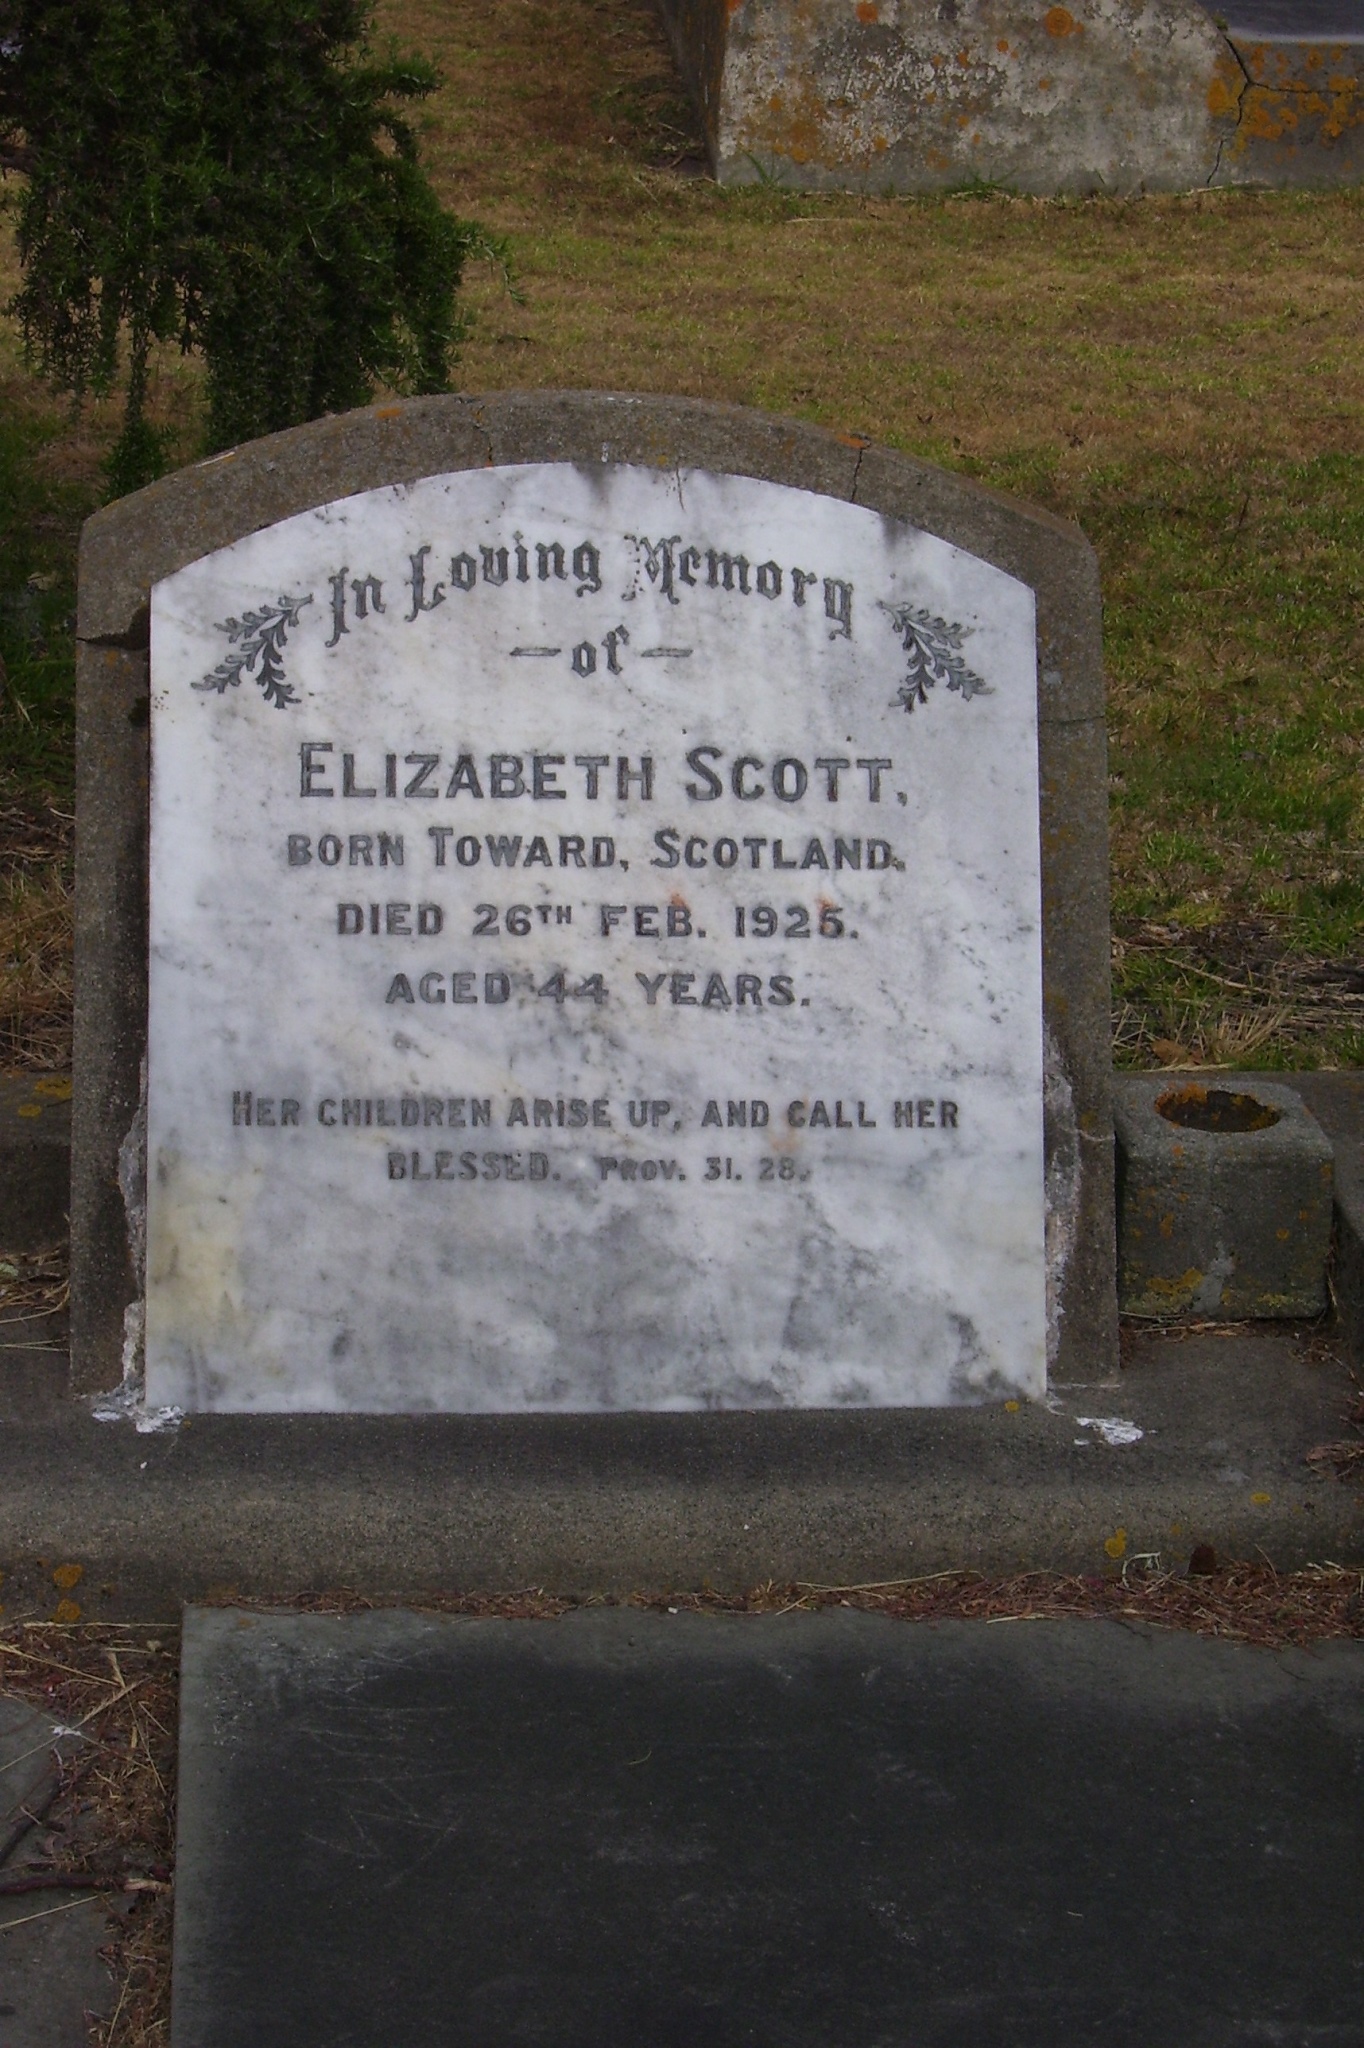 In Loving Memory
— of —
ELIZABETH SCOTT,
BORN TOWARD, SCOTLAND.
DIED 26TH FEB. 1925.
AGED 44 YEARS.
HER CHILDREN ARISE UP, AND CALL HER
BLESSED. PROV. 31. 28.